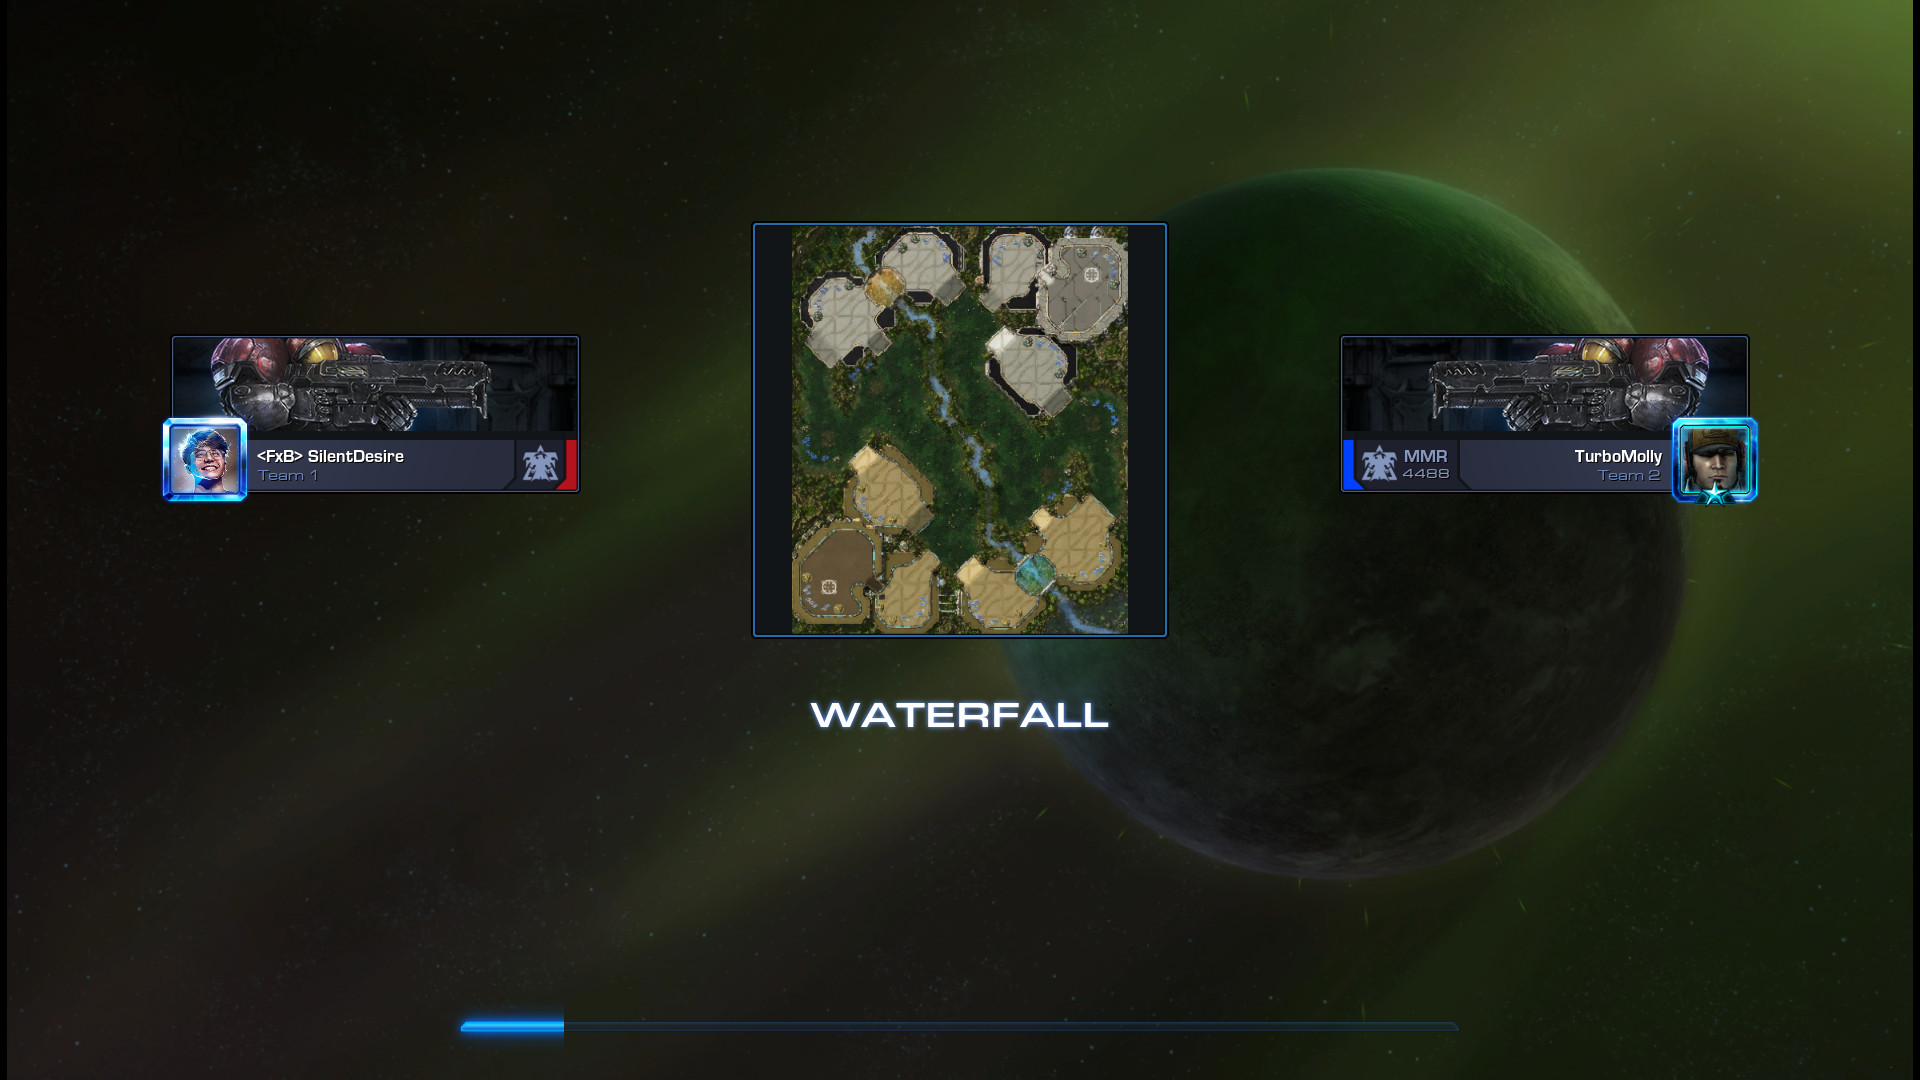 <FxB> SilentDesire
Team 1
MMR
4488
TurboMolly
Team 2
WATERFALL